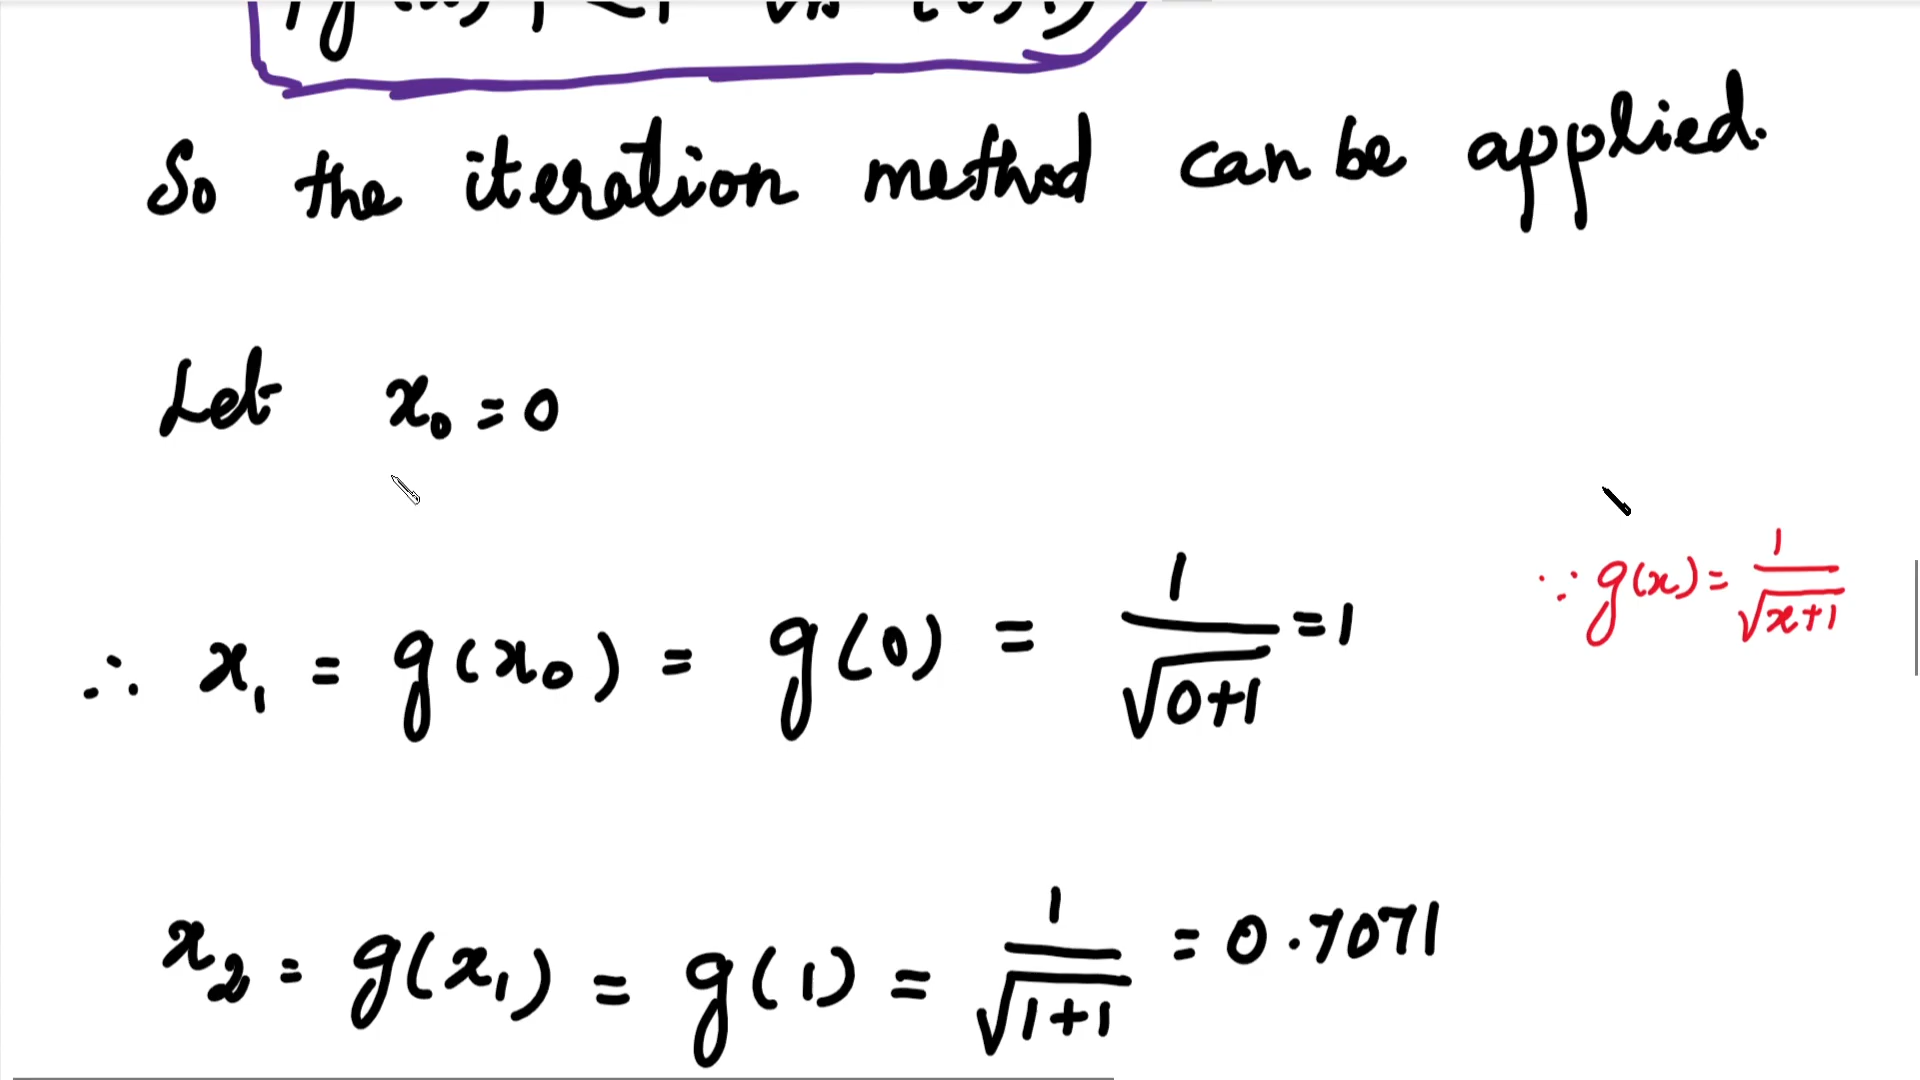 So the iteration method can be applied.
Let x₀ = 0
∵ g(x) = 1/√(x+1)
∴ x₁ = g(x₀) = g(0) = 1/√(0+1) = 1
x₂ = g(x₁) = g(1) = 1/√(1+1) = 0.7071